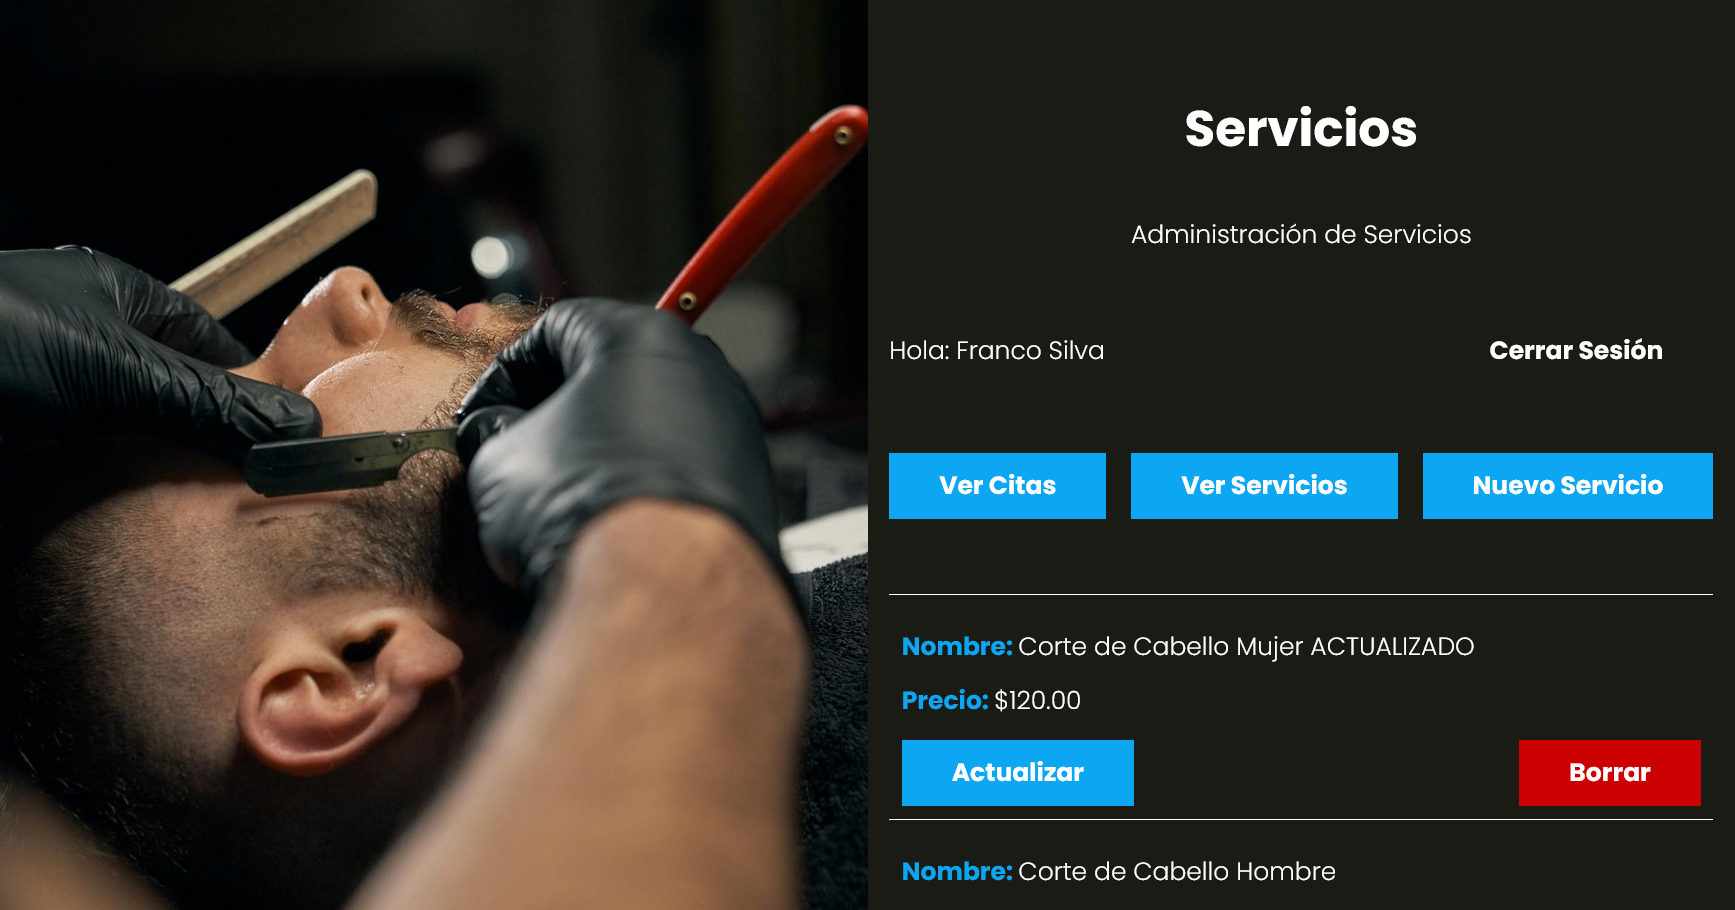 Servicios
Administración de Servicios
Hola: Franco Silva
Cerrar Sesión
Ver Citas
Ver Servicios
Nuevo Servicio
Nombre: Corte de Cabello Mujer ACTUALIZADO
Precio: $120.00
Actualizar
Borrar
Nombre: Corte de Cabello Hombre